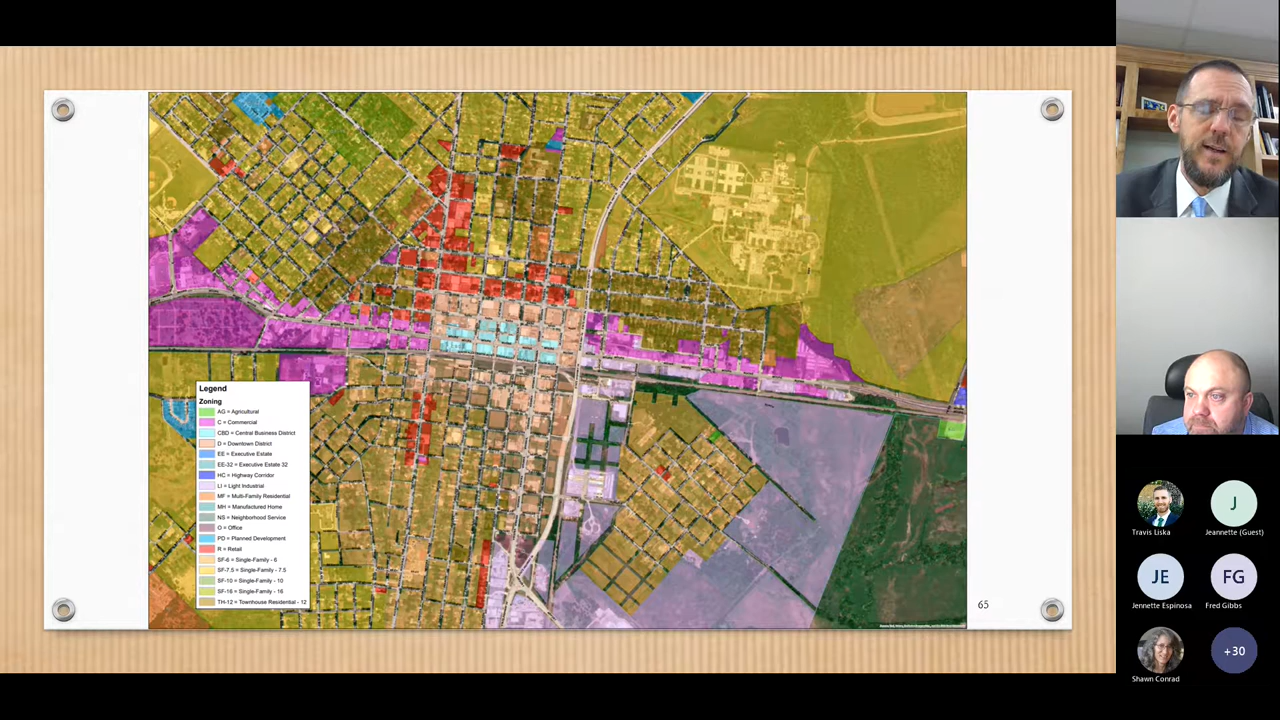 Legend
Zoning
AG = Agricultural
C = Commercial
CBD = Central Business District
D = Downtown District
EE = Executive Estate
EE-32 = Executive Estate 32
HC = Highway Corridor
LI = Light Industrial
MF = Multi-Family Residential
MH = Manufactured Home
NS = Neighborhood Service
O = Office
PD = Planned Development
R = Retail
SF-6 = Single-Family - 6
SF-7.5 = Single-Family - 7.5
SF-10 = Single-Family - 10
SF-16 = Single-Family - 16
TH-12 = Townhouse Residential - 12
65
J
Travis Liska
Jeannette (Guest)
JE
FG
Jennette Espinosa
Fred Gibbs
+30
Shawn Conrad